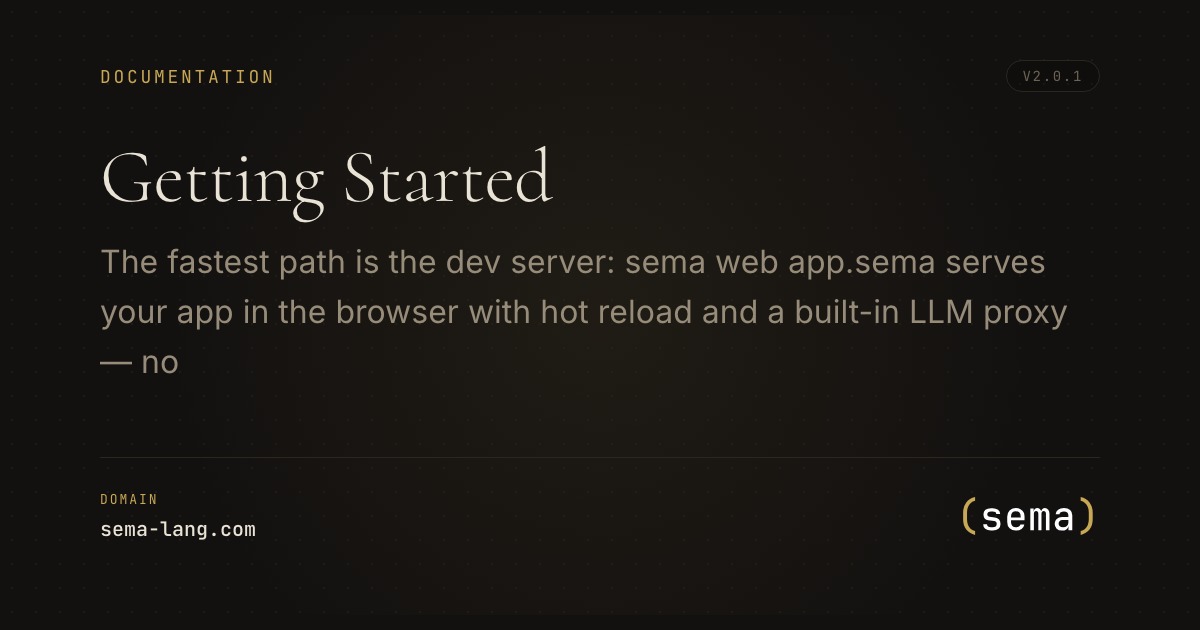 DOCUMENTATION
V2.0.1
Getting Started
The fastest path is the dev server: sema web app.sema serves
your app in the browser with hot reload and a built-in LLM proxy
— no
DOMAIN
sema-lang.com
(sema)